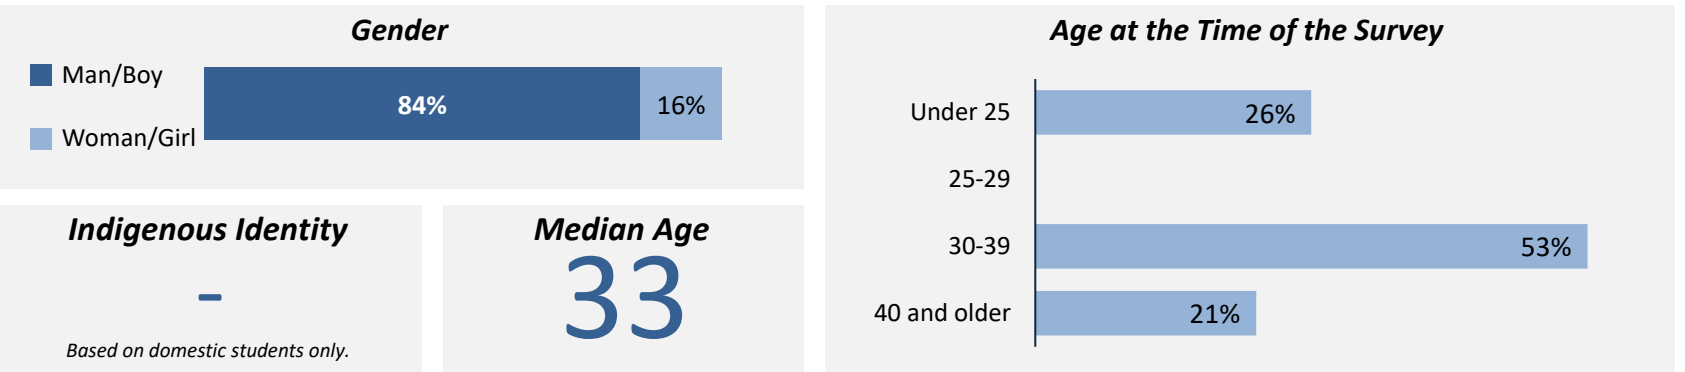 Gender
Man/Boy
84%
16%
Woman/Girl
Indigenous Identity
-
Based on domestic students only.
Median Age
33
Age at the Time of the Survey
Under 25
26%
25-29
30-39
53%
40 and older
21%